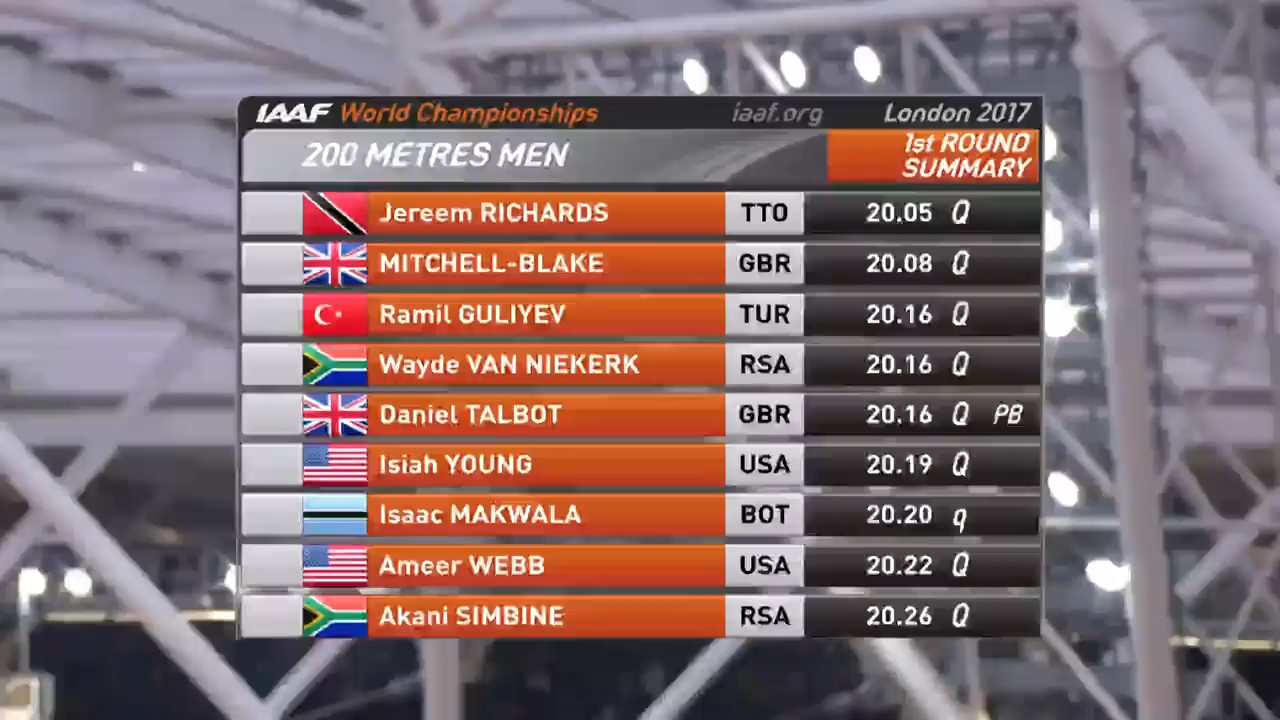 IAAF World Championships iaaf.org London 2017
200 METRES MEN 1st ROUND SUMMARY
Jereem RICHARDS TTO 20.05 Q
MITCHELL-BLAKE GBR 20.08 Q
Ramil GULIYEV TUR 20.16 Q
Wayde VAN NIEKERK RSA 20.16 Q
Daniel TALBOT GBR 20.16 Q PB
Isiah YOUNG USA 20.19 Q
Isaac MAKWALA BOT 20.20 q
Ameer WEBB USA 20.22 Q
Akani SIMBINE RSA 20.26 Q